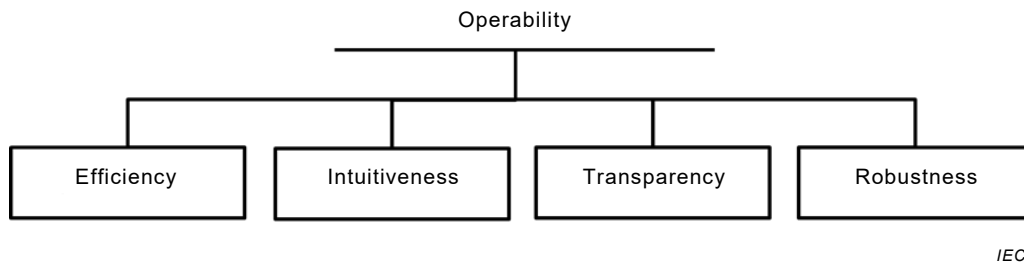 Operability
Efficiency
Intuitiveness
Transparency
Robustness
IEC